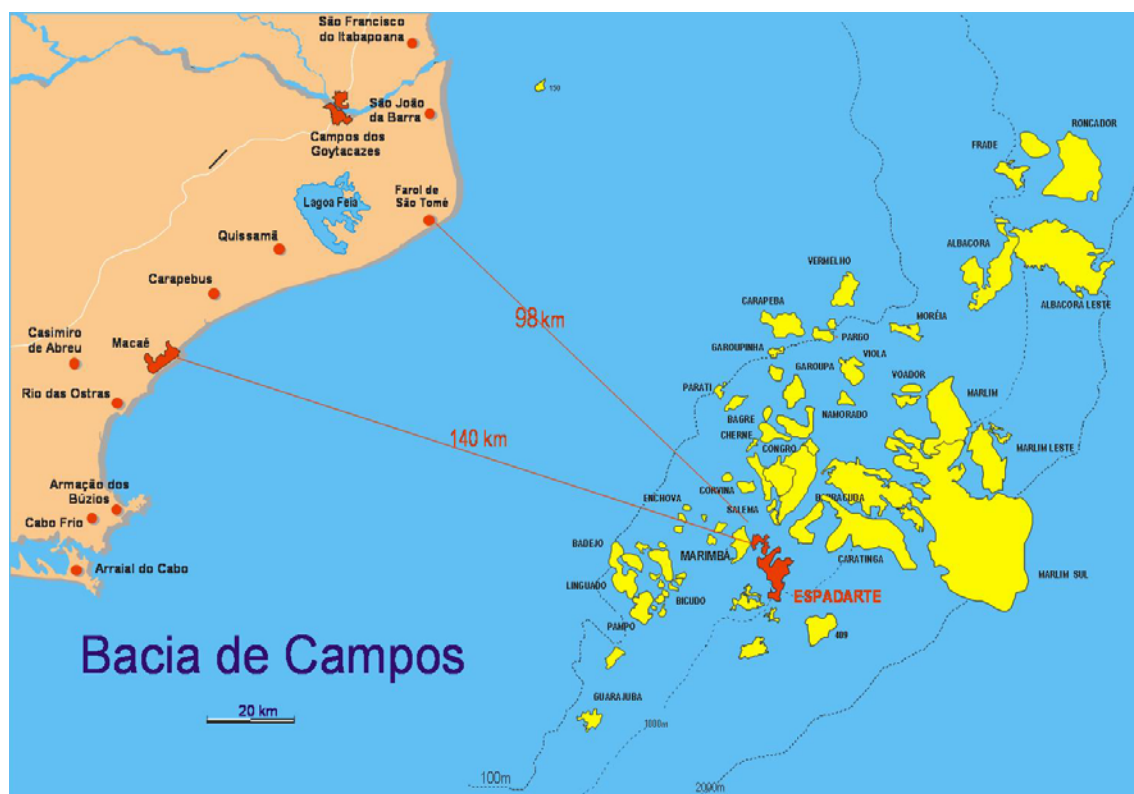 São Francisco
do Itabapoana
São João
da Barra
Campos dos
Goytacazes
Farol de
São Tomé
Lagoa Feia
Quissamã
Carapebus
Casimiro
de Abreu
Macaé
Rio das Ostras
Armação dos
Búzios
Cabo Frio
Arraial do Cabo
98 km
140 km
RONCADOR
FRADE
ALBACORA
ALBACORA LESTE
VERMELHO
CARAPEBA
PARGO
MORÉIA
GAROUPINHA
GAROUPA
VIOLA
VOADOR
PARATI
BAGRE
NAMORADO
MARLIM
CHERNE
CONGRO
MARLIM LESTE
CORVINA
ENCHOVA
SALEMA
BARRACUDA
BADEJO
MARIMBÁ
CARATINGA
LINGUADO
BICUDO
ESPADARTE
MARLIM SUL
PAMPO
GUARAJUBA
Bacia de Campos
20 km
100m
1000m